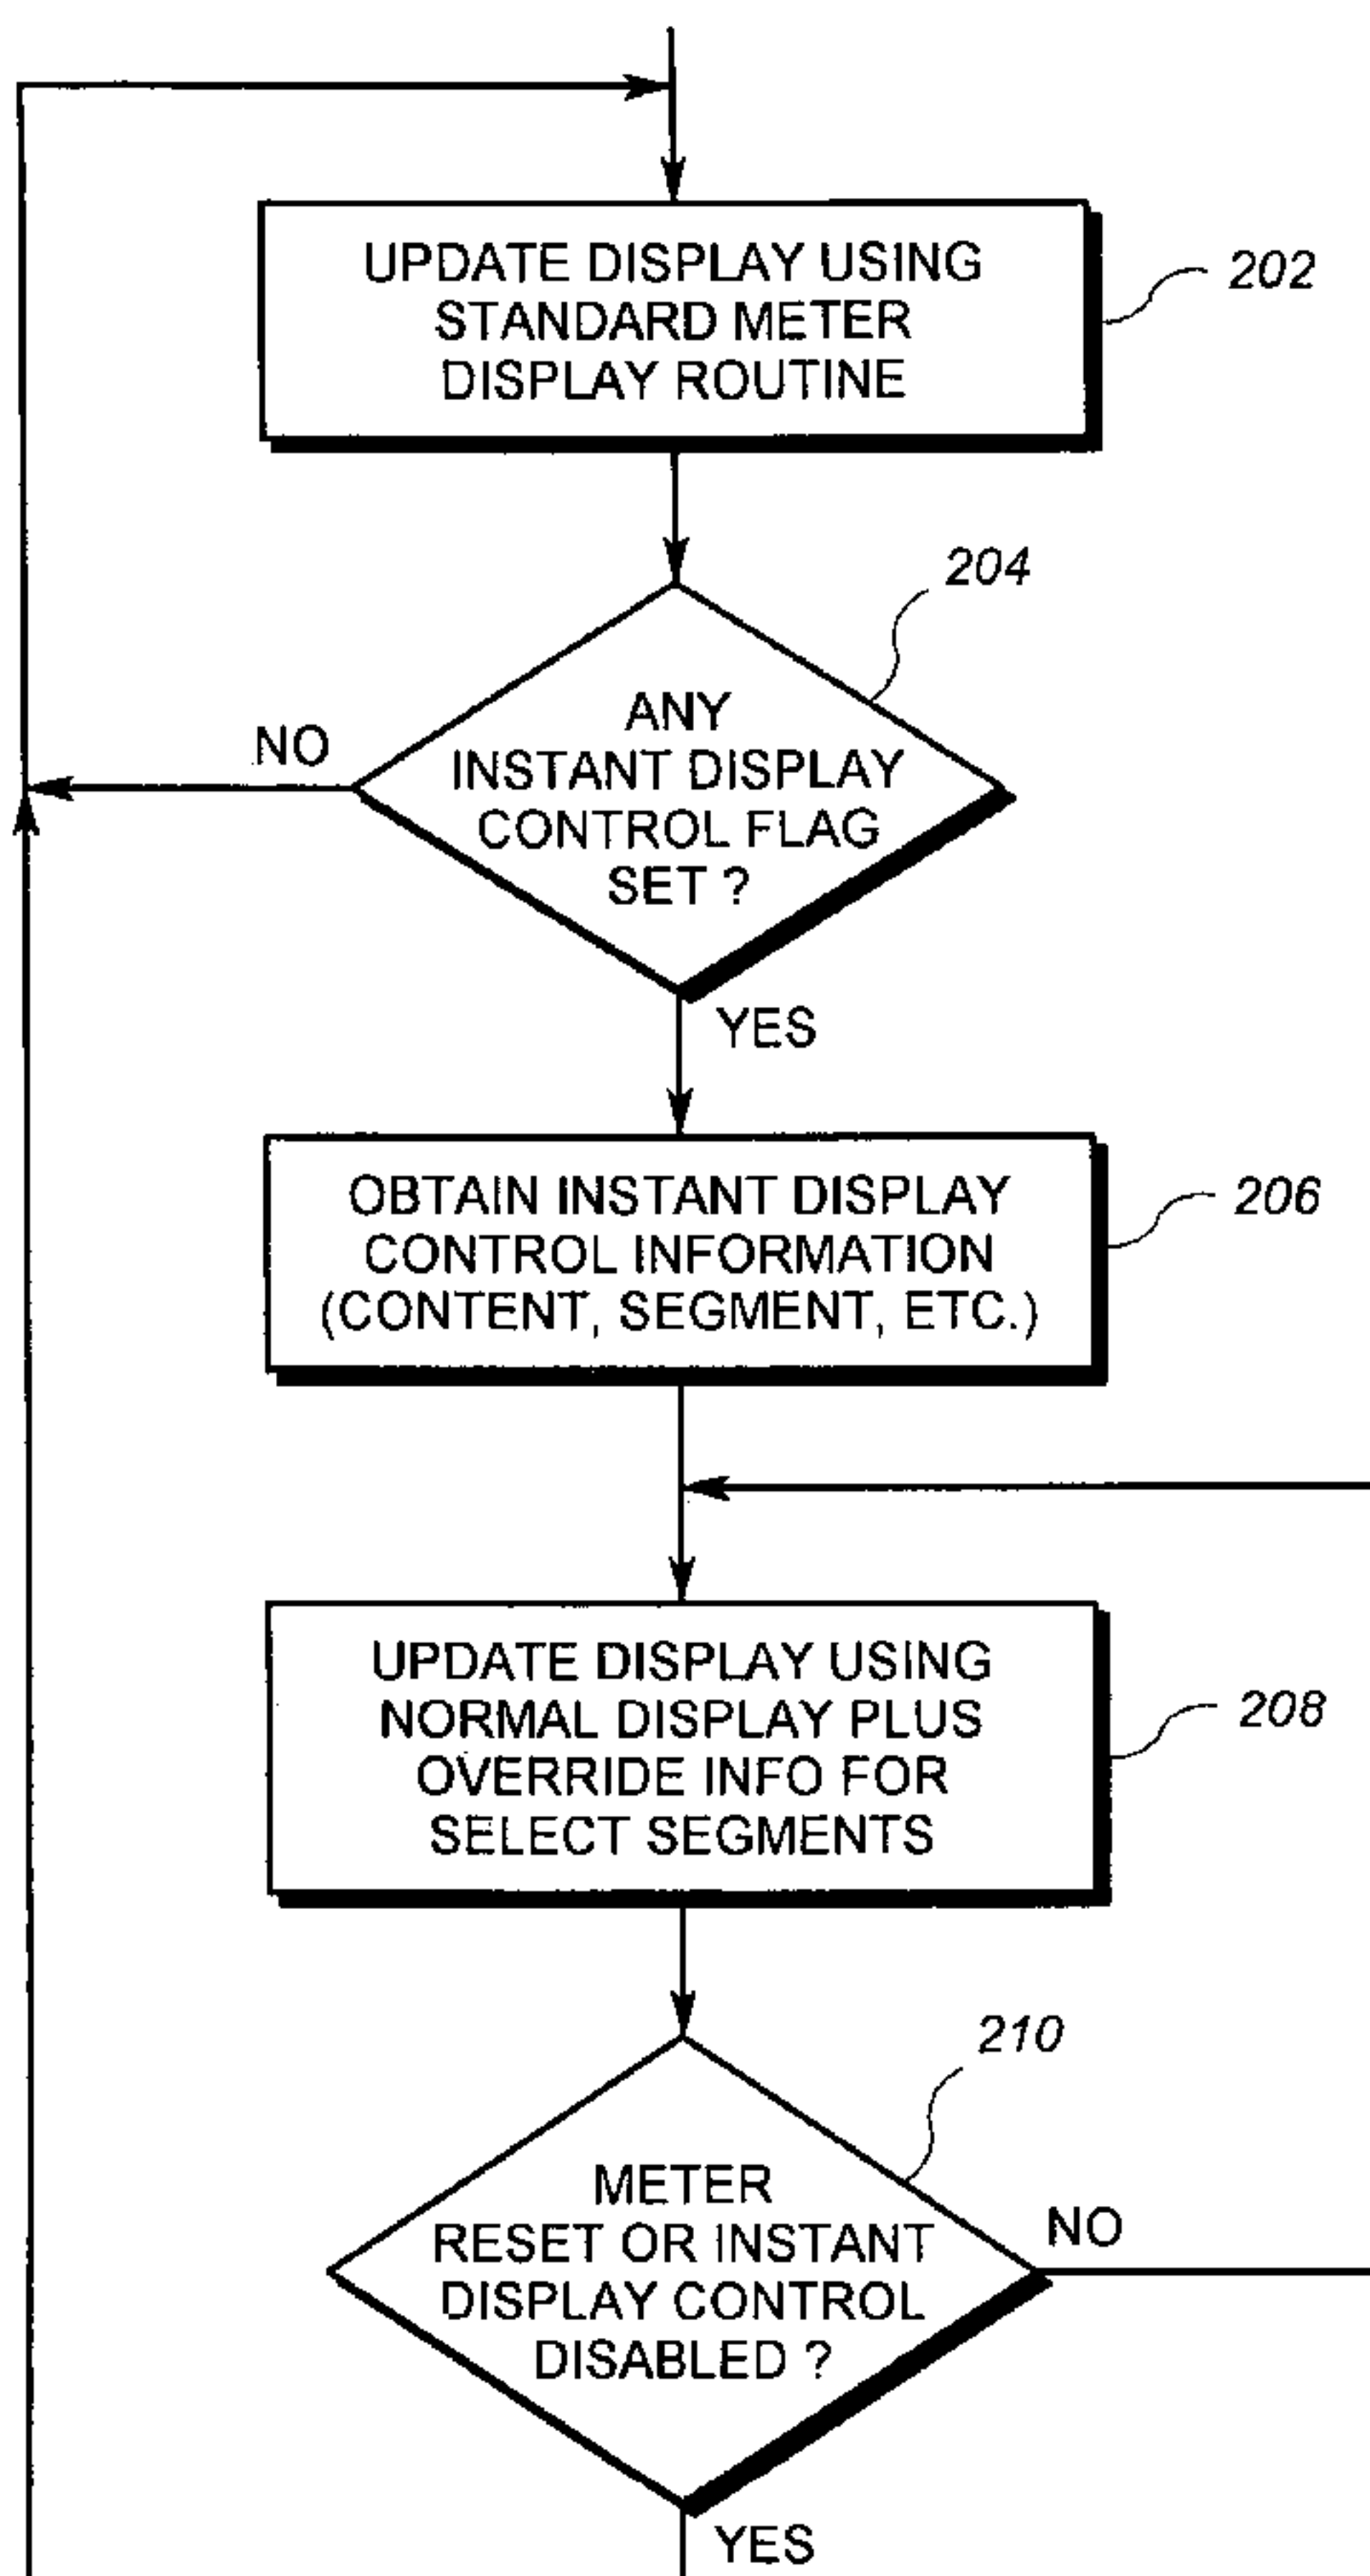 UPDATE DISPLAY USING
STANDARD METER
DISPLAY ROUTINE
202
204
ANY
INSTANT DISPLAY
CONTROL FLAG
SET ?
NO
YES
OBTAIN INSTANT DISPLAY
CONTROL INFORMATION
(CONTENT, SEGMENT, ETC.)
206
UPDATE DISPLAY USING
NORMAL DISPLAY PLUS
OVERRIDE INFO FOR
SELECT SEGMENTS
208
210
METER
RESET OR INSTANT
DISPLAY CONTROL
DISABLED ?
NO
YES